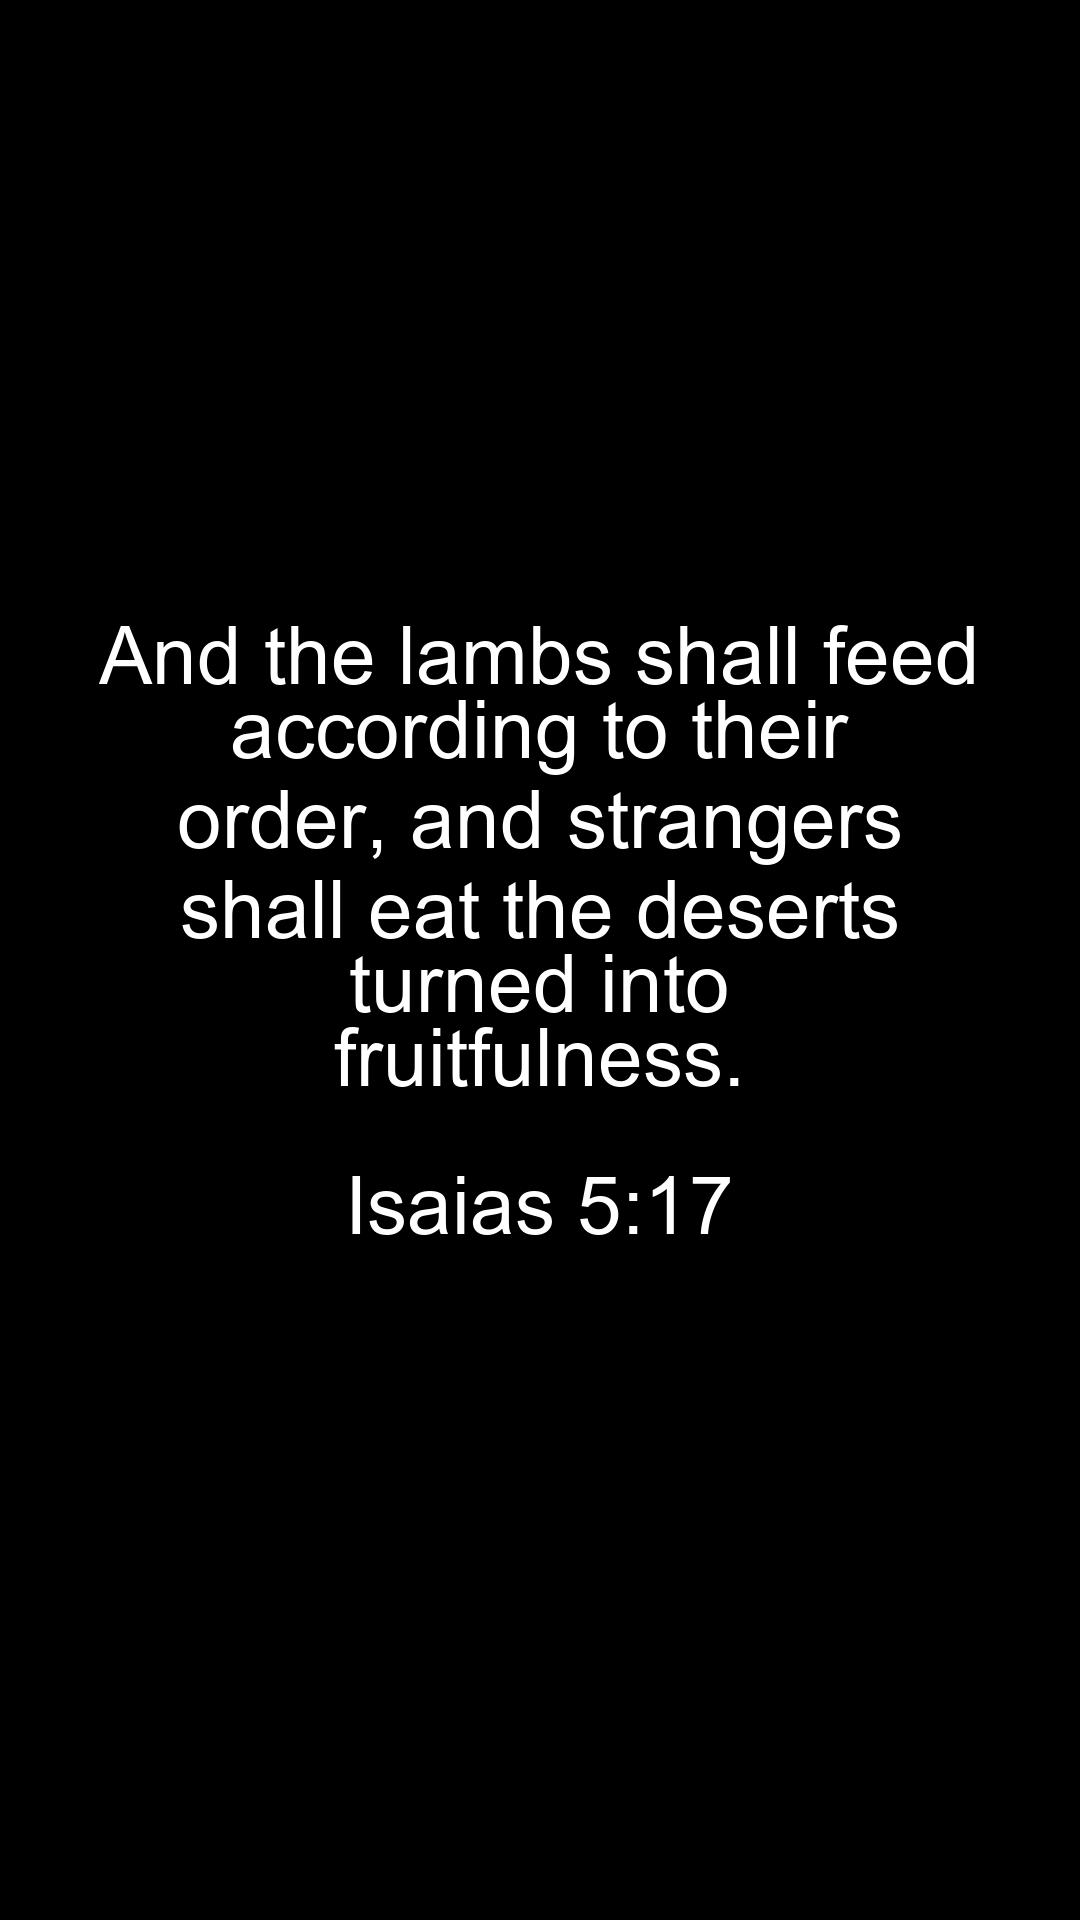 And the lambs shall feed
according to their
order, and strangers
shall eat the deserts
turned into
fruitfulness.
Isaias 5:17